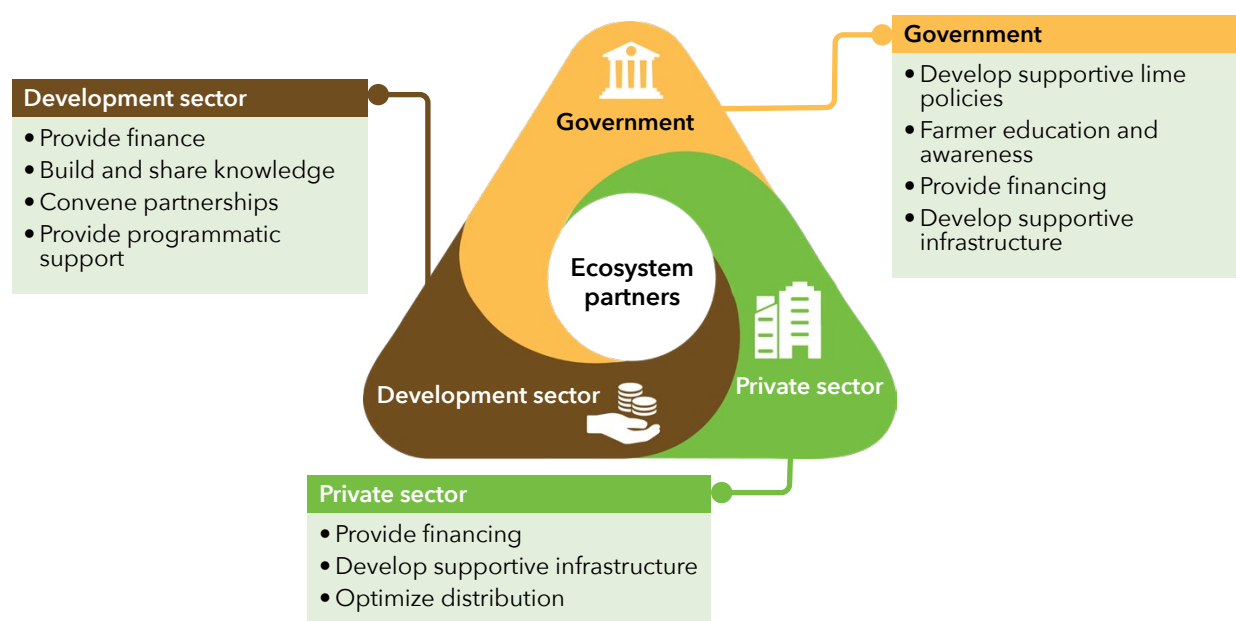 Government
• Develop supportive lime
policies
• Farmer education and
awareness
• Provide financing
• Develop supportive
infrastructure
Development sector
• Provide finance
• Build and share knowledge
• Convene partnerships
• Provide programmatic
support
Government
Ecosystem
partners
Development sector
Private sector
Private sector
• Provide financing
• Develop supportive infrastructure
• Optimize distribution